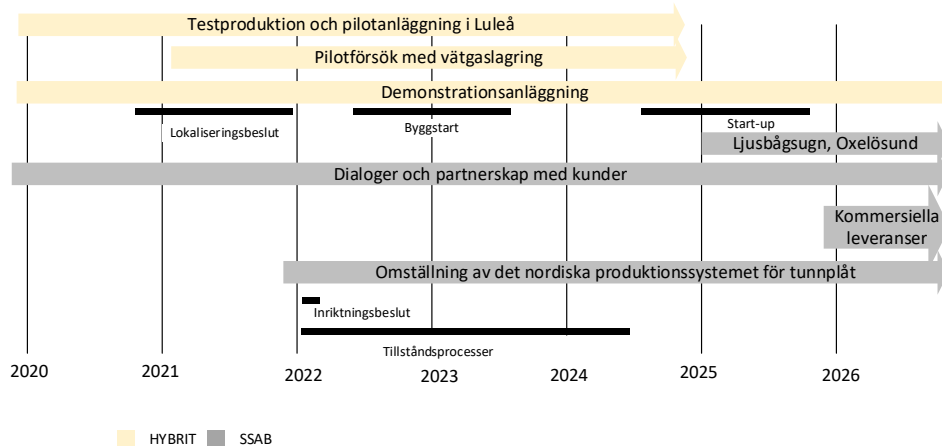 Testproduktion och pilotanläggning i Luleå
Pilotförsök med vätgaslagring
Demonstrationsanläggning
Lokaliseringsbeslut
Byggstart
Start-up
Ljusbågsugn, Oxelösund
Dialoger och partnerskap med kunder
Kommersiella
leveranser
Omställning av det nordiska produktionssystemet för tunnplåt
Inriktningsbeslut
Tillståndsprocesser
2020 2021 2022 2023 2024 2025 2026
HYBRIT SSAB